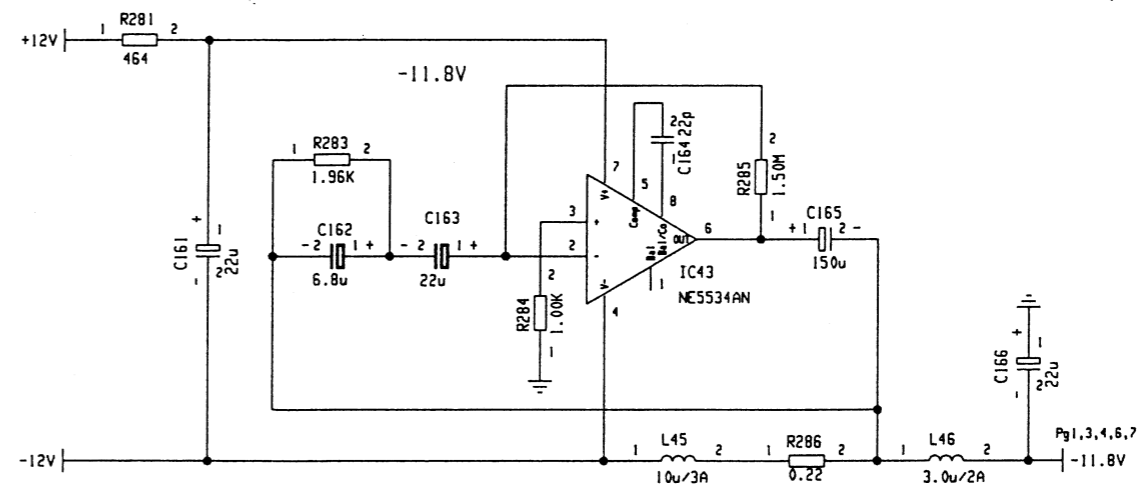 R281
+12V 1 2
464
-11.8V
1 R283 2
1.96K
2
C164 22p
1
7
V+
5
Comp
8
Bal/Co
R285
1.50M
2
1
C161
22u
+
1
2
-
C162
- 2 1 +
6.8u
C163
- 2 1 +
22u
3 +
2 -
OUT 6
Bal
1
V-
4
IC43
NE5534AN
C165
+ 1 2 -
150u
2
R284
1.00K
1
+
1
C166
22u
2
-
-12V
L45
1 2
10u/3A
R286
1 2
0.22
L46
1 2
3.0u/2A
Pg1,3,4,6,7
-11.8V